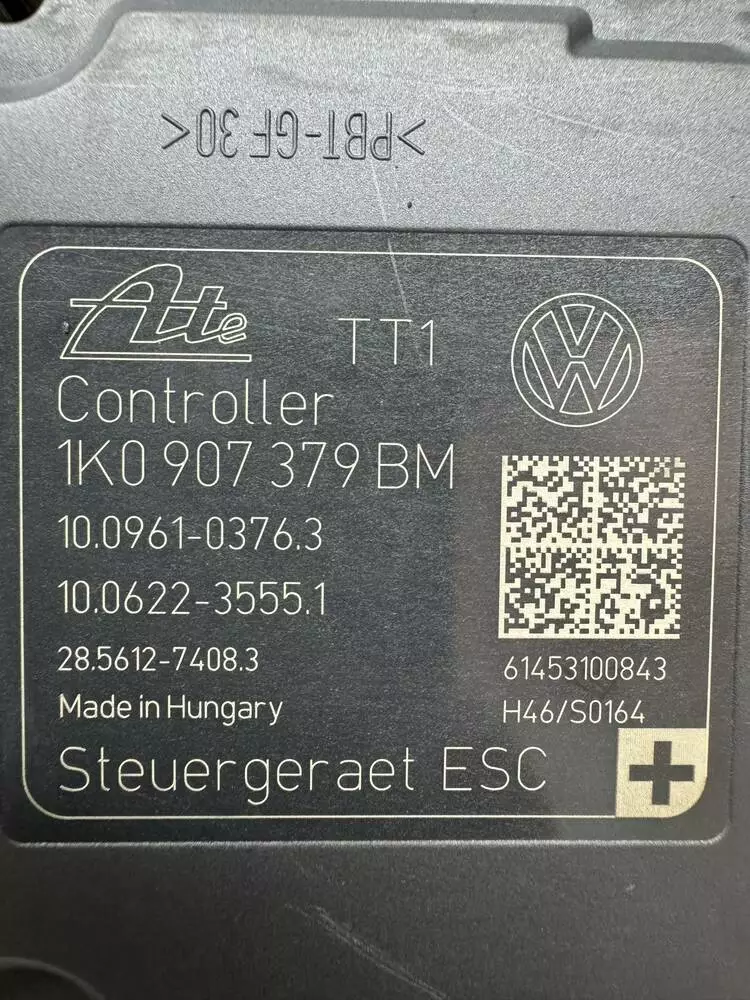 >PBT-GF 30<
Ate
TT1
Controller
1K0 907 379 BM
10.0961-0376.3
10.0622-3555.1
28.5612-7408.3
61453100843
Made in Hungary
H46/S0164
Steuergeraet ESC